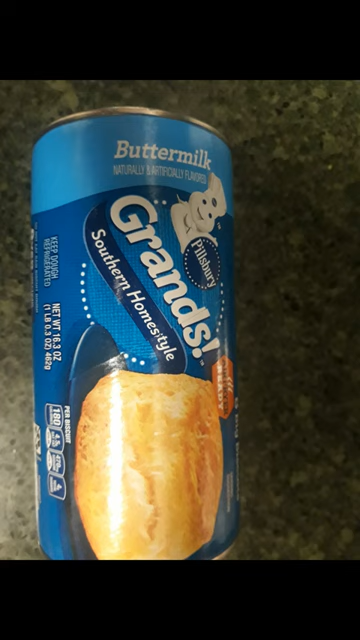 Buttermilk
NATURALLY & ARTIFICIALLY FLAVORED
Pillsbury
Grands!
Southern Homestyle
KEEP DOUGH
REFRIGERATED
NET WT 16.3 OZ
(1 LB 0.3 OZ) 462g
PER BISCUIT
180